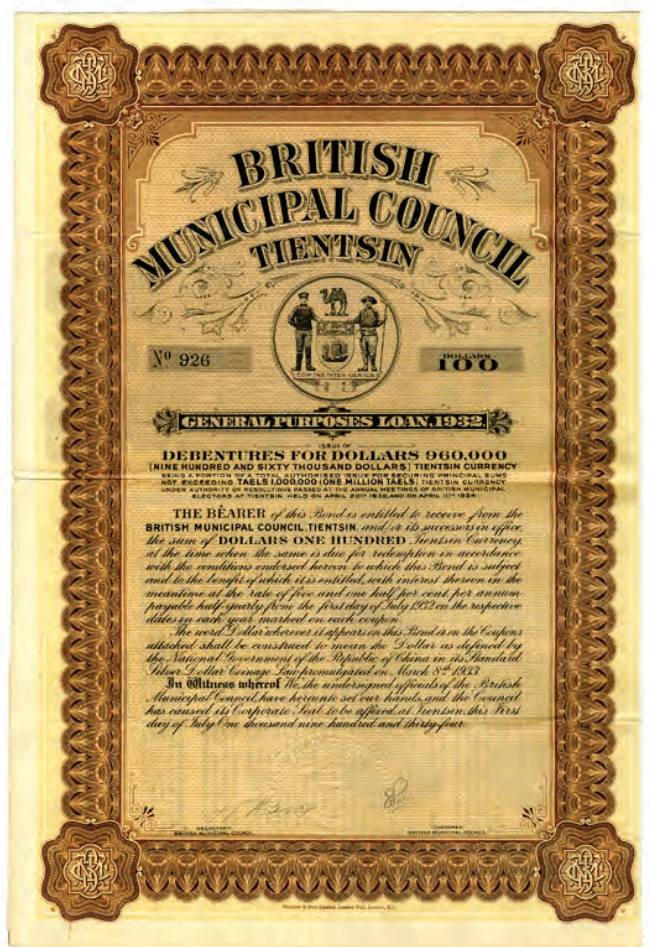 BRITISH
MUNICIPAL COUNCIL
TIENTSIN
Nº 926
DOLLARS
100
GENERAL PURPOSES LOAN, 1932.
ISSUE OF
DEBENTURES FOR DOLLARS 960,000
(NINE HUNDRED AND SIXTY THOUSAND DOLLARS) TIENTSIN CURRENCY
BEING A PORTION OF A TOTAL AUTHORISED ISSUE FOR SECURING PRINCIPAL SUMS
NOT EXCEEDING TAELS 1,000,000 (ONE MILLION TAELS) TIENTSIN CURRENCY
UNDER AUTHORITY OF RESOLUTIONS PASSED AT THE ANNUAL MEETINGS OF BRITISH MUNICIPAL
ELECTORS AT TIENTSIN HELD ON APRIL 20TH 1932, AND ON APRIL 11TH 1934
THE BEARER of this Bond is entitled to receive from the
BRITISH MUNICIPAL COUNCIL, TIENTSIN, and/or its successors in office,
the sum of DOLLARS ONE HUNDRED Tientsin Currency,
at the time when the same is due for redemption in accordance
with the conditions endorsed hereon to which this Bond is subject
and to the benefit of which it is entitled, with interest thereon in the
meantime at the rate of five and one half per cent. per annum
payable half-yearly from the first day of July 1932 on the respective
dates in each year marked on each coupon.
The word Dollar wherever it appears on this Bond or on the Coupons
attached shall be construed to mean the Dollar as defined by
the National Government of the Republic of China in its Standard
Silver Dollar Coinage Law promulgated on March 8th 1933
In Witness whereof We, the undersigned officials of the British
Municipal Council, have hereunto set our hands, and the Council
has caused its Corporate Seal to be affixed, at Tientsin, this First
day of July One thousand nine hundred and thirty-four.
SECRETARY,
BRITISH MUNICIPAL COUNCIL.
CHAIRMAN,
BRITISH MUNICIPAL COUNCIL.